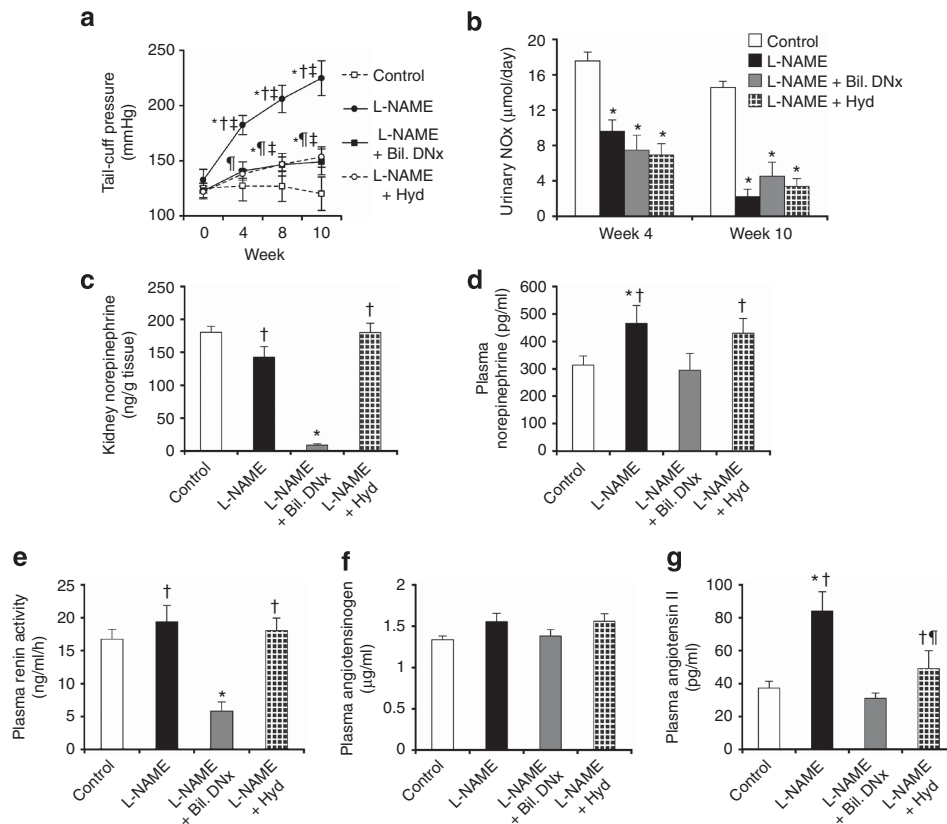 a
Tail-cuff pressure
(mmHg)
250
200
150
100
*†‡
*†‡
*†‡
¶
*¶‡
*¶‡
0
4
8
10
Week
Control
L-NAME
L-NAME
+ Bil. DNx
L-NAME
+ Hyd
b
Urinary NOx (μmol/day)
20
16
12
8
4
0
* * *
* * *
Week 4
Week 10
Control
L-NAME
L-NAME + Bil. DNx
L-NAME + Hyd
c
Kidney norepinephrine
(ng/g tissue)
250
200
150
100
50
0
†
*
†
Control
L-NAME
L-NAME
+ Bil. DNx
L-NAME
+ Hyd
d
Plasma
norepinephrine (pg/ml)
600
500
400
300
200
100
0
*†
†
Control
L-NAME
L-NAME
+ Bil. DNx
L-NAME
+ Hyd
e
Plasma renin activity
(ng/ml/h)
25
20
15
10
5
0
†
*
†
Control
L-NAME
L-NAME
+ Bil. DNx
L-NAME
+ Hyd
f
Plasma angiotensinogen
(μg/ml)
2
1.5
1
0.5
0
Control
L-NAME
L-NAME
+ Bil. DNx
L-NAME
+ Hyd
g
Plasma angiotensin II
(pg/ml)
100
80
60
40
20
0
*†
†¶
Control
L-NAME
L-NAME
+ Bil. DNx
L-NAME
+ Hyd